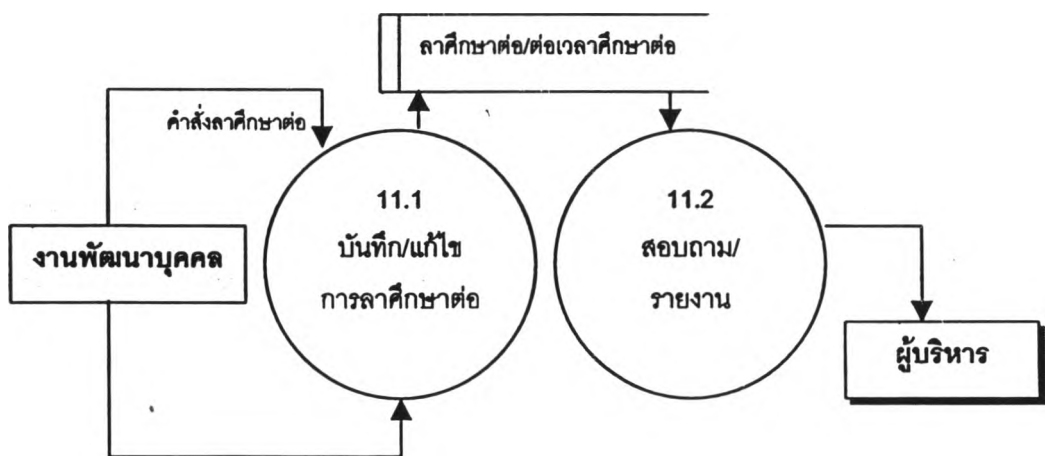 ลาศึกษาต่อ/ต่อเวลาศึกษาต่อ
คำสั่งลาศึกษาต่อ
11.1
บันทึก/แก้ไข
การลาศึกษาต่อ
11.2
สอบถาม/
รายงาน
งานพัฒนาบุคคล
ผู้บริหาร